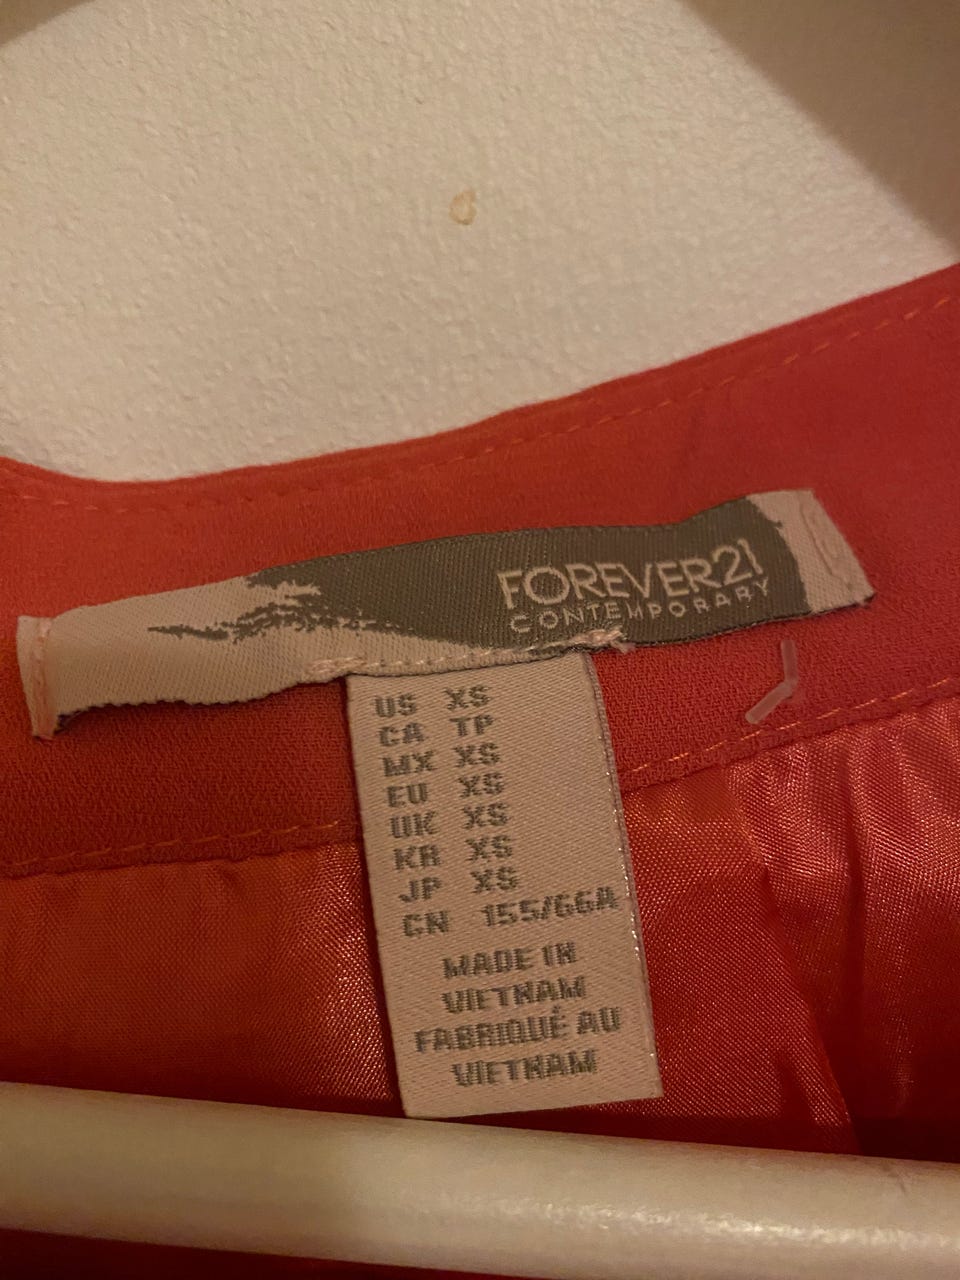 FOREVER21
CONTEMPORARY
US XS
CA TP
MX XS
EU XS
UK XS
KR XS
JP XS
CN 155/66A
MADE IN
VIETNAM
FABRIQUÉ AU
VIETNAM